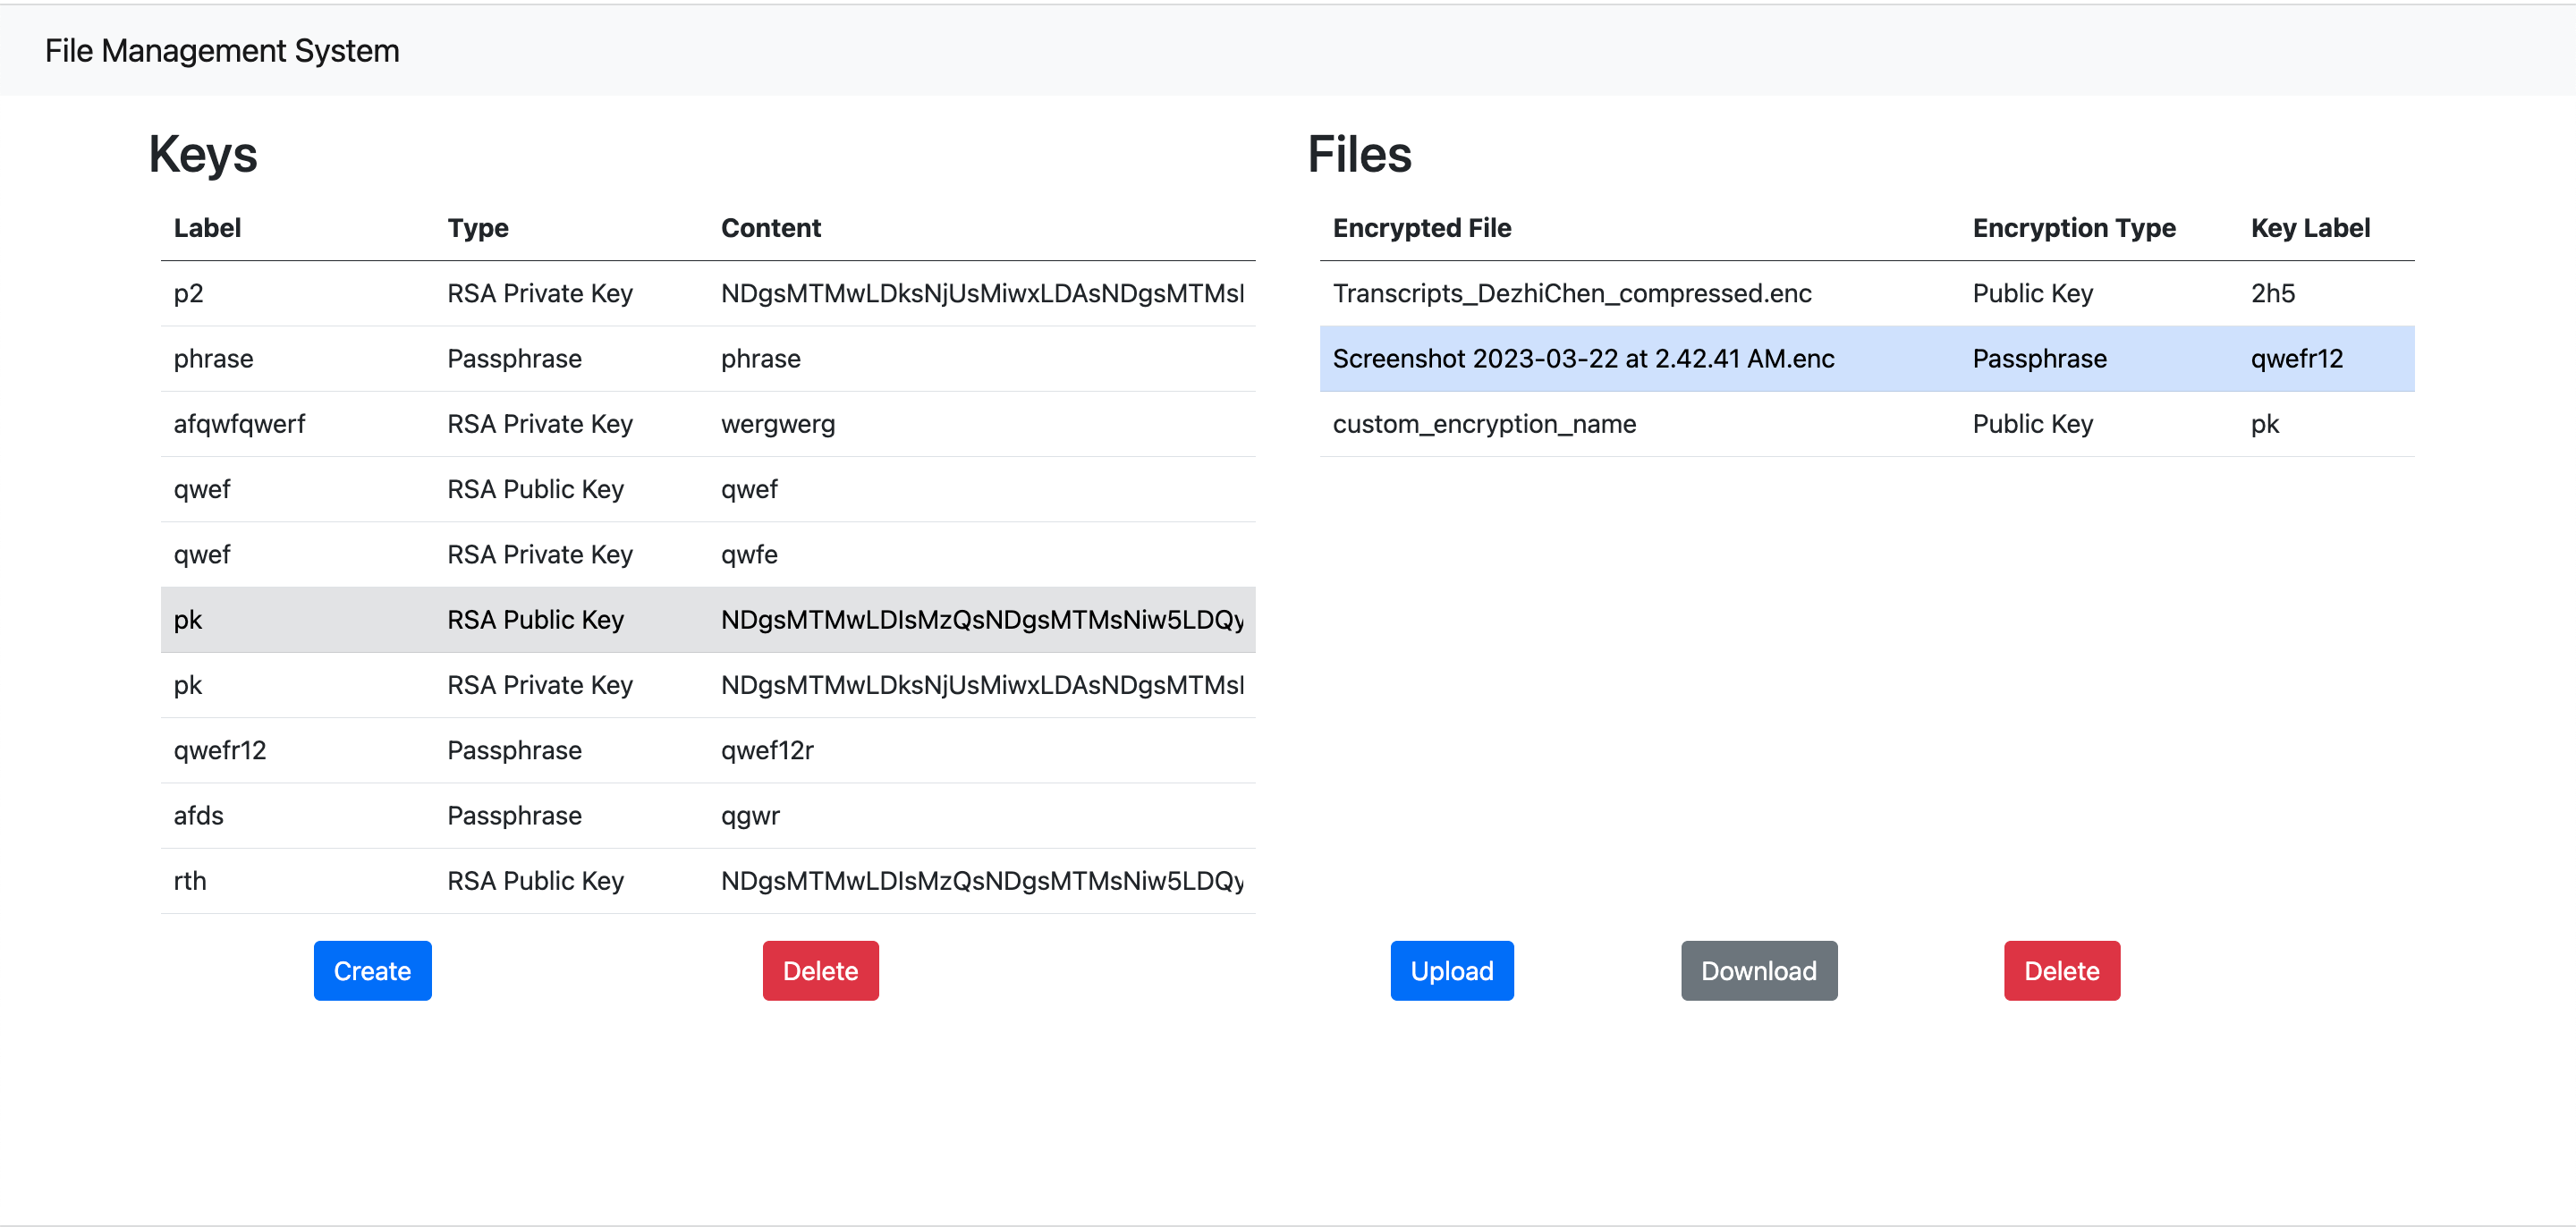 File Management System
Keys
Label Type Content
p2 RSA Private Key NDgsMTMwLDksNjUsMiwxLDAsNDgsMTMsI
phrase Passphrase phrase
afqwfqwerf RSA Private Key wergwerg
qwef RSA Public Key qwef
qwef RSA Private Key qwfe
pk RSA Public Key NDgsMTMwLDIsMzQsNDgsMTMsNiw5LDQy
pk RSA Private Key NDgsMTMwLDksNjUsMiwxLDAsNDgsMTMsI
qwefr12 Passphrase qwef12r
afds Passphrase qgwr
rth RSA Public Key NDgsMTMwLDIsMzQsNDgsMTMsNiw5LDQy
Create Delete
Files
Encrypted File Encryption Type Key Label
Transcripts_DezhiChen_compressed.enc Public Key 2h5
Screenshot 2023-03-22 at 2.42.41 AM.enc Passphrase qwefr12
custom_encryption_name Public Key pk
Upload Download Delete